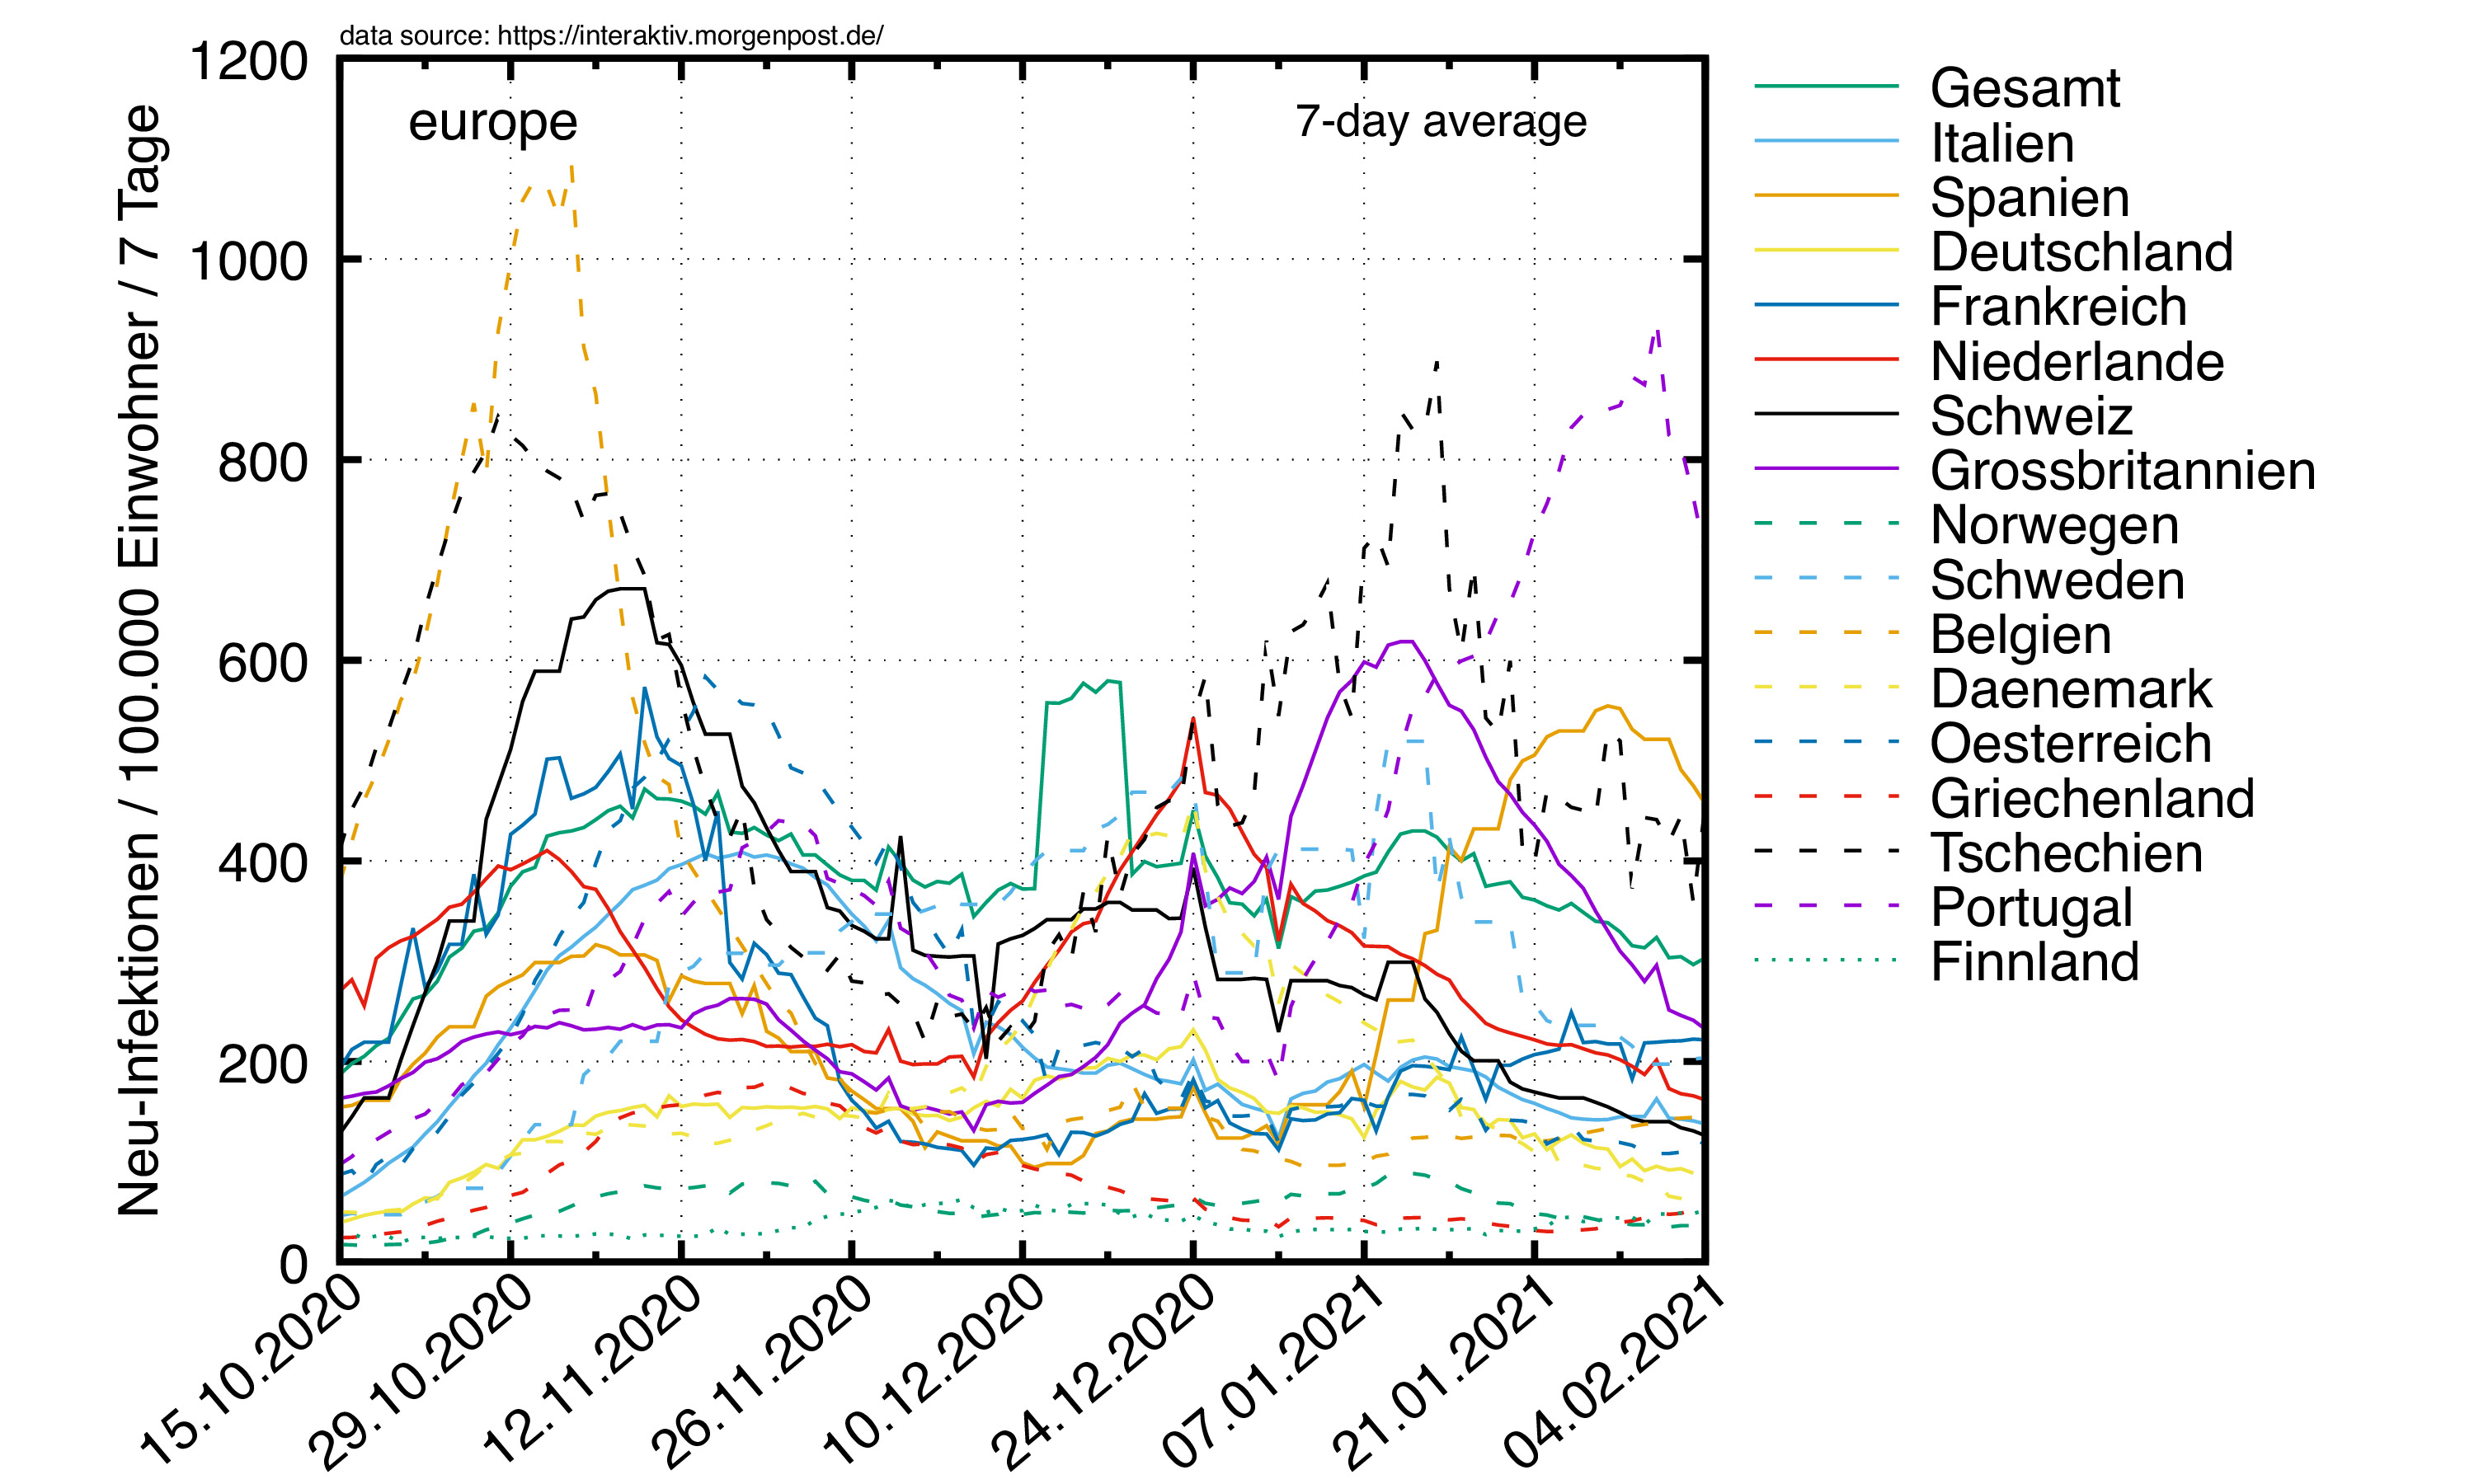 data source: https://interaktiv.morgenpost.de/
europe
7-day average
Neu-Infektionen / 100.000 Einwohner / 7 Tage
1200
1000
800
600
400
200
0
15.10.2020
29.10.2020
12.11.2020
26.11.2020
10.12.2020
24.12.2020
07.01.2021
21.01.2021
04.02.2021
Gesamt
Italien
Spanien
Deutschland
Frankreich
Niederlande
Schweiz
Grossbritannien
Norwegen
Schweden
Belgien
Daenemark
Oesterreich
Griechenland
Tschechien
Portugal
Finnland